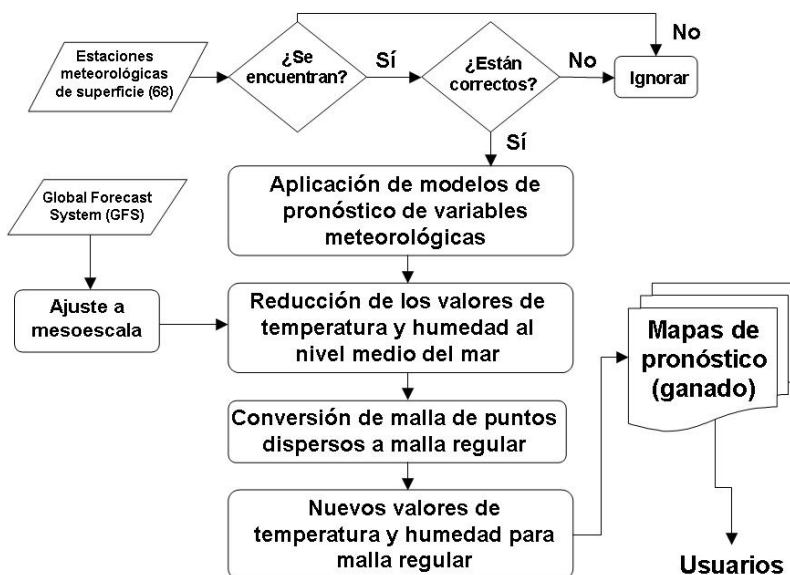 Estaciones
meteorológicas
de superficie (68)
¿Se
encuentran?
Sí
¿Están
correctos?
No
No
Ignorar
Sí
Aplicación de modelos de
pronóstico de variables
meteorológicas
Global Forecast
System (GFS)
Ajuste a
mesoescala
Reducción de los valores de
temperatura y humedad al
nivel medio del mar
Conversión de malla de puntos
dispersos a malla regular
Nuevos valores de
temperatura y humedad para
malla regular
Mapas de
pronóstico
(ganado)
Usuarios